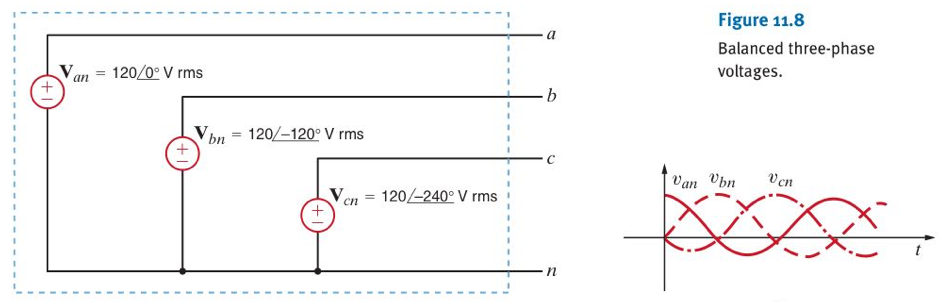 Figure 11.8
Balanced three-phase
voltages.
a
V_an = 120/0° V rms
+
−
b
V_bn = 120/−120° V rms
+
−
c
V_cn = 120/−240° V rms
+
−
n
v_an v_bn v_cn
t